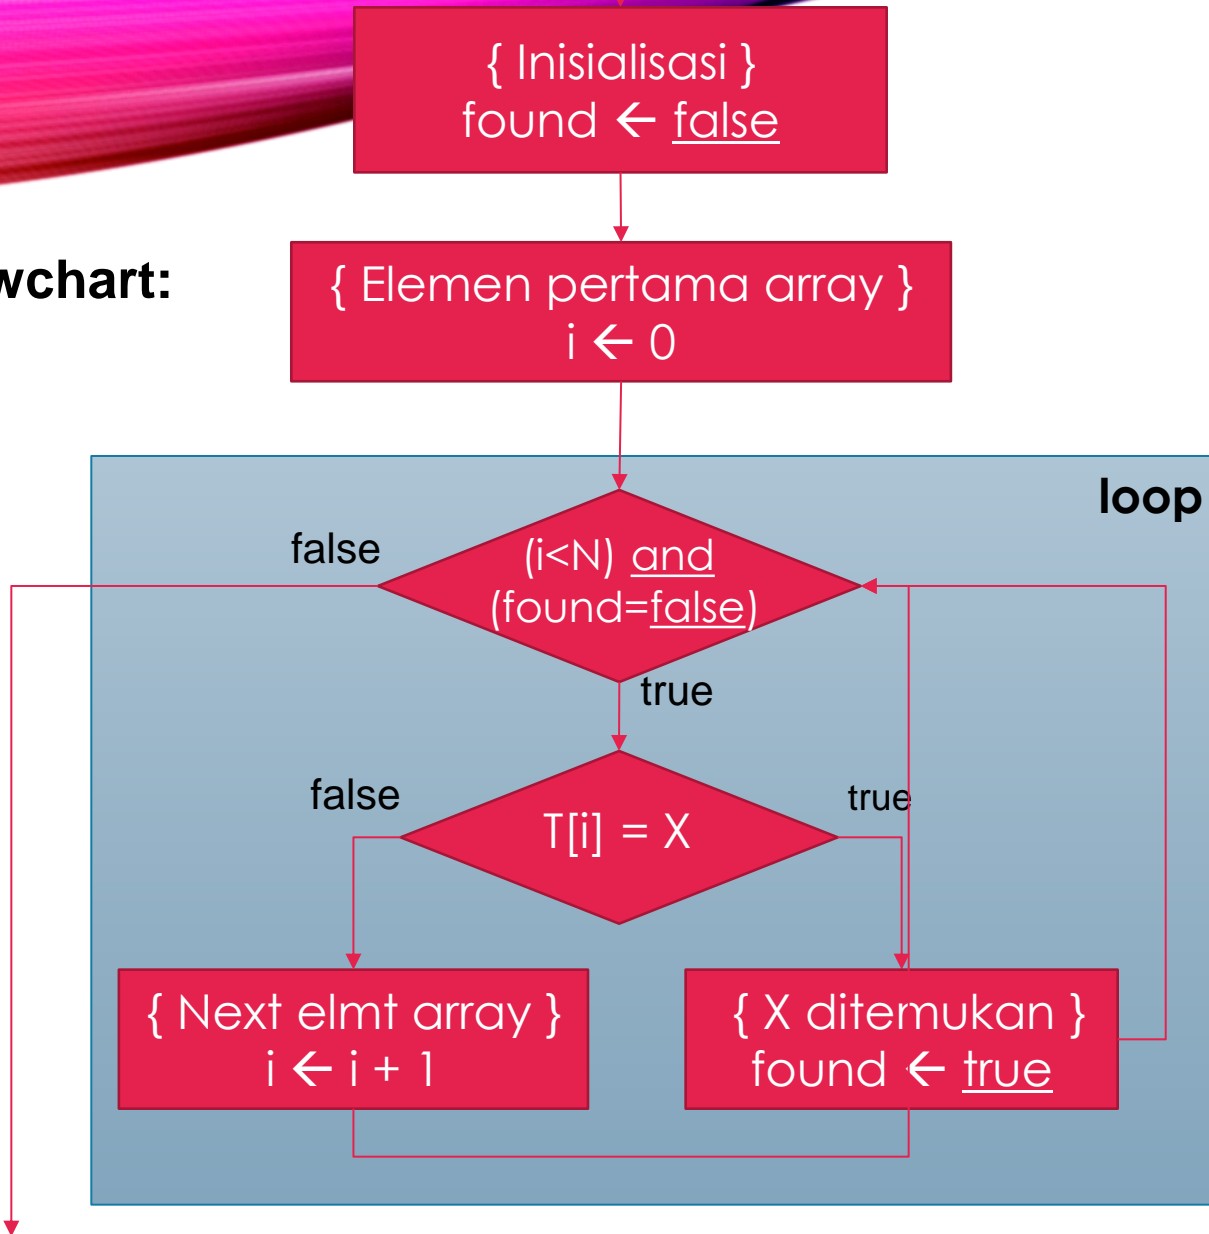 { Inisialisasi }
found ← false
wchart:
{ Elemen pertama array }
i ← 0
loop
false
(i<N) and
(found=false)
true
false
true
T[i] = X
{ Next elmt array }
i ← i + 1
{ X ditemukan }
found ← true